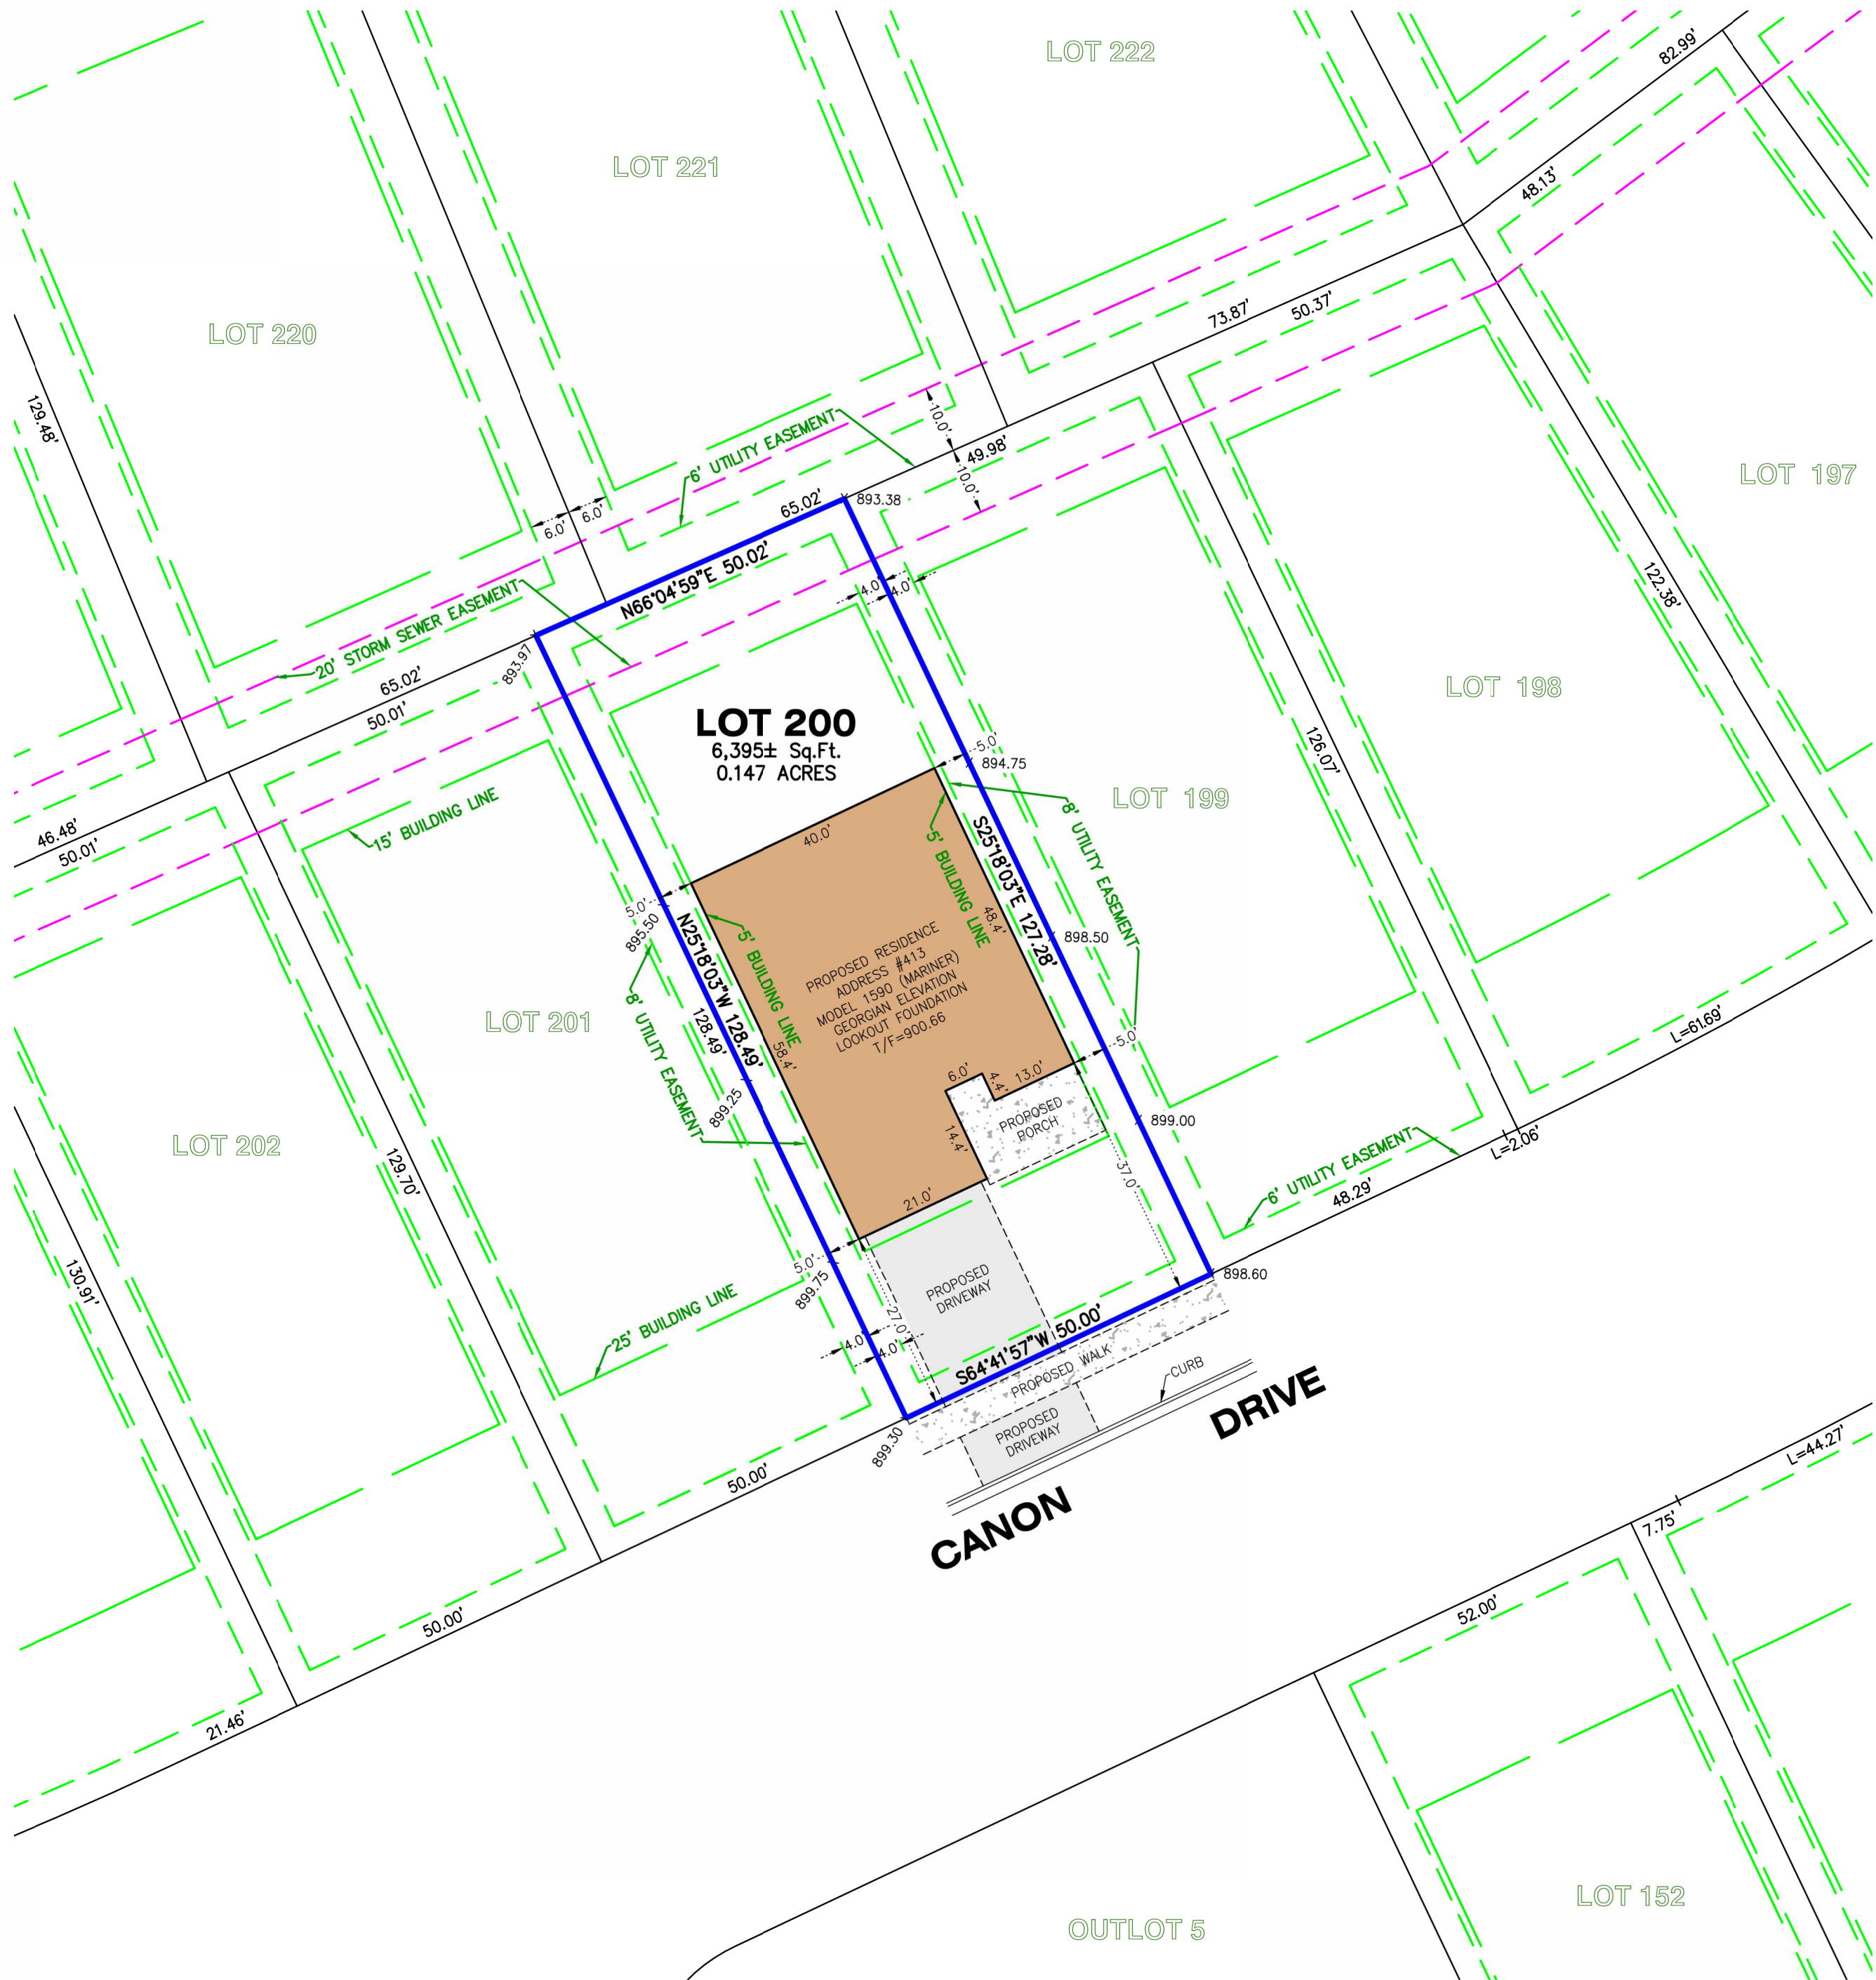 LOT 222
82.99'
LOT 221
48.13'
LOT 220
73.87'
50.37'
129.48'
10.0'
6' UTILITY EASEMENT
49.98'
10.0'
LOT 197
65.02'
893.38
6.0'
6.0'
N66°04'59"E 50.02'
4.0'
4.0'
122.38'
20' STORM SEWER EASEMENT
893.97
65.02'
50.01'
LOT 198
LOT 200
6,395± Sq.Ft.
0.147 ACRES
5.0'
894.75
126.07'
LOT 199
15' BUILDING LINE
46.48'
50.01'
40.0'
5' BUILDING LINE
S25°18'03"E 127.28'
8' UTILITY EASEMENT
5.0'
895.50
N25°18'03"W 128.49'
128.49'
5' BUILDING LINE
48.4'
898.50
PROPOSED RESIDENCE
ADDRESS #413
MODEL 1590 (MARINER)
GEORGIAN ELEVATION
LOOKOUT FOUNDATION
T/F=900.66
LOT 201
8' UTILITY EASEMENT
58.4'
5.0'
L=61.69'
6.0'
4.4'
13.0'
899.25
PROPOSED
PORCH
899.00
LOT 202
14.4'
129.70'
37.0'
6' UTILITY EASEMENT
L=2.06'
48.29'
21.0'
5.0'
899.75
898.60
130.91'
PROPOSED
DRIVEWAY
25' BUILDING LINE
27.0'
4.0'
4.0'
S64°41'57"W 50.00'
PROPOSED WALK
CURB
899.30
PROPOSED
DRIVEWAY
CANON DRIVE
50.00'
L=44.27'
7.75'
50.00'
52.00'
21.46'
LOT 152
OUTLOT 5